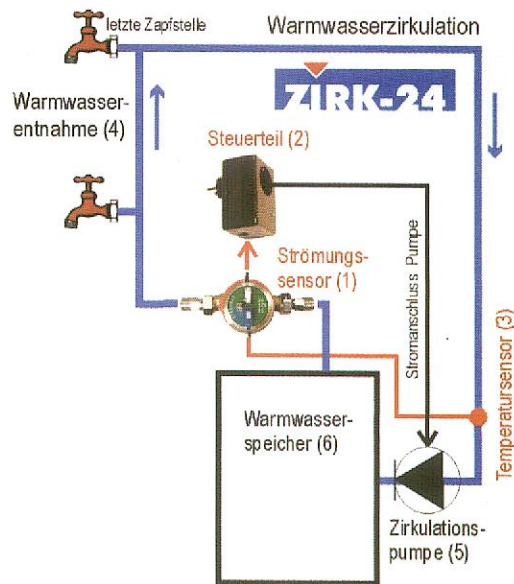 letzte Zapfstelle
Warmwasserzirkulation
ZIRK-24
Warmwasser-
entnahme (4)
Steuerteil (2)
Strömungs-
sensor (1)
Stromanschluss Pumpe
Temperatursensor (3)
Warmwasser-
speicher (6)
Zirkulations-
pumpe (5)